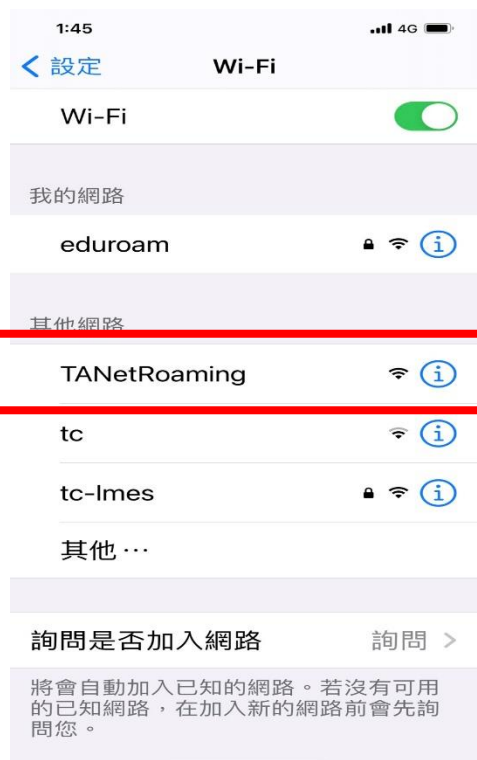 1:45
4G
設定
Wi-Fi
Wi-Fi
我的網路
eduroam
其他網路
TANetRoaming
tc
tc-lmes
其他…
詢問是否加入網路 詢問
將會自動加入已知的網路。若沒有可用
的已知網路,在加入新的網路前會先詢
問您。